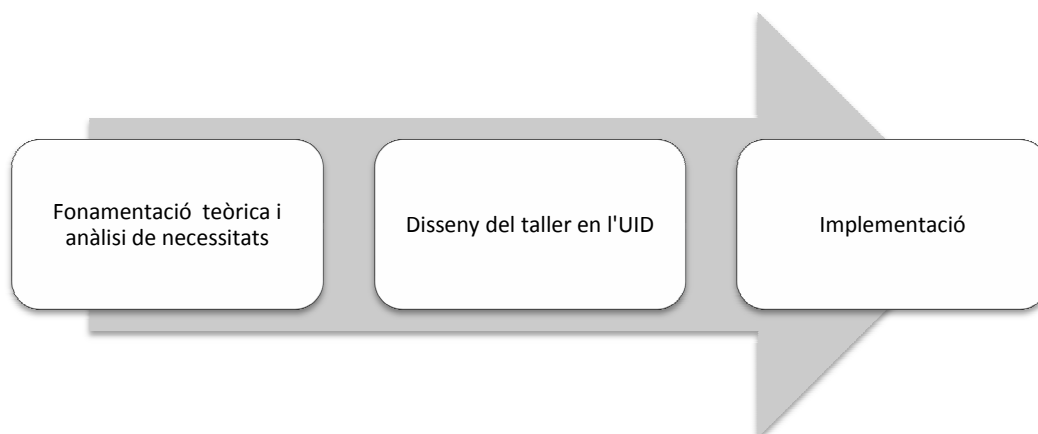 Fonamentació teòrica i
anàlisi de necessitats
Disseny del taller en l'UID
Implementació